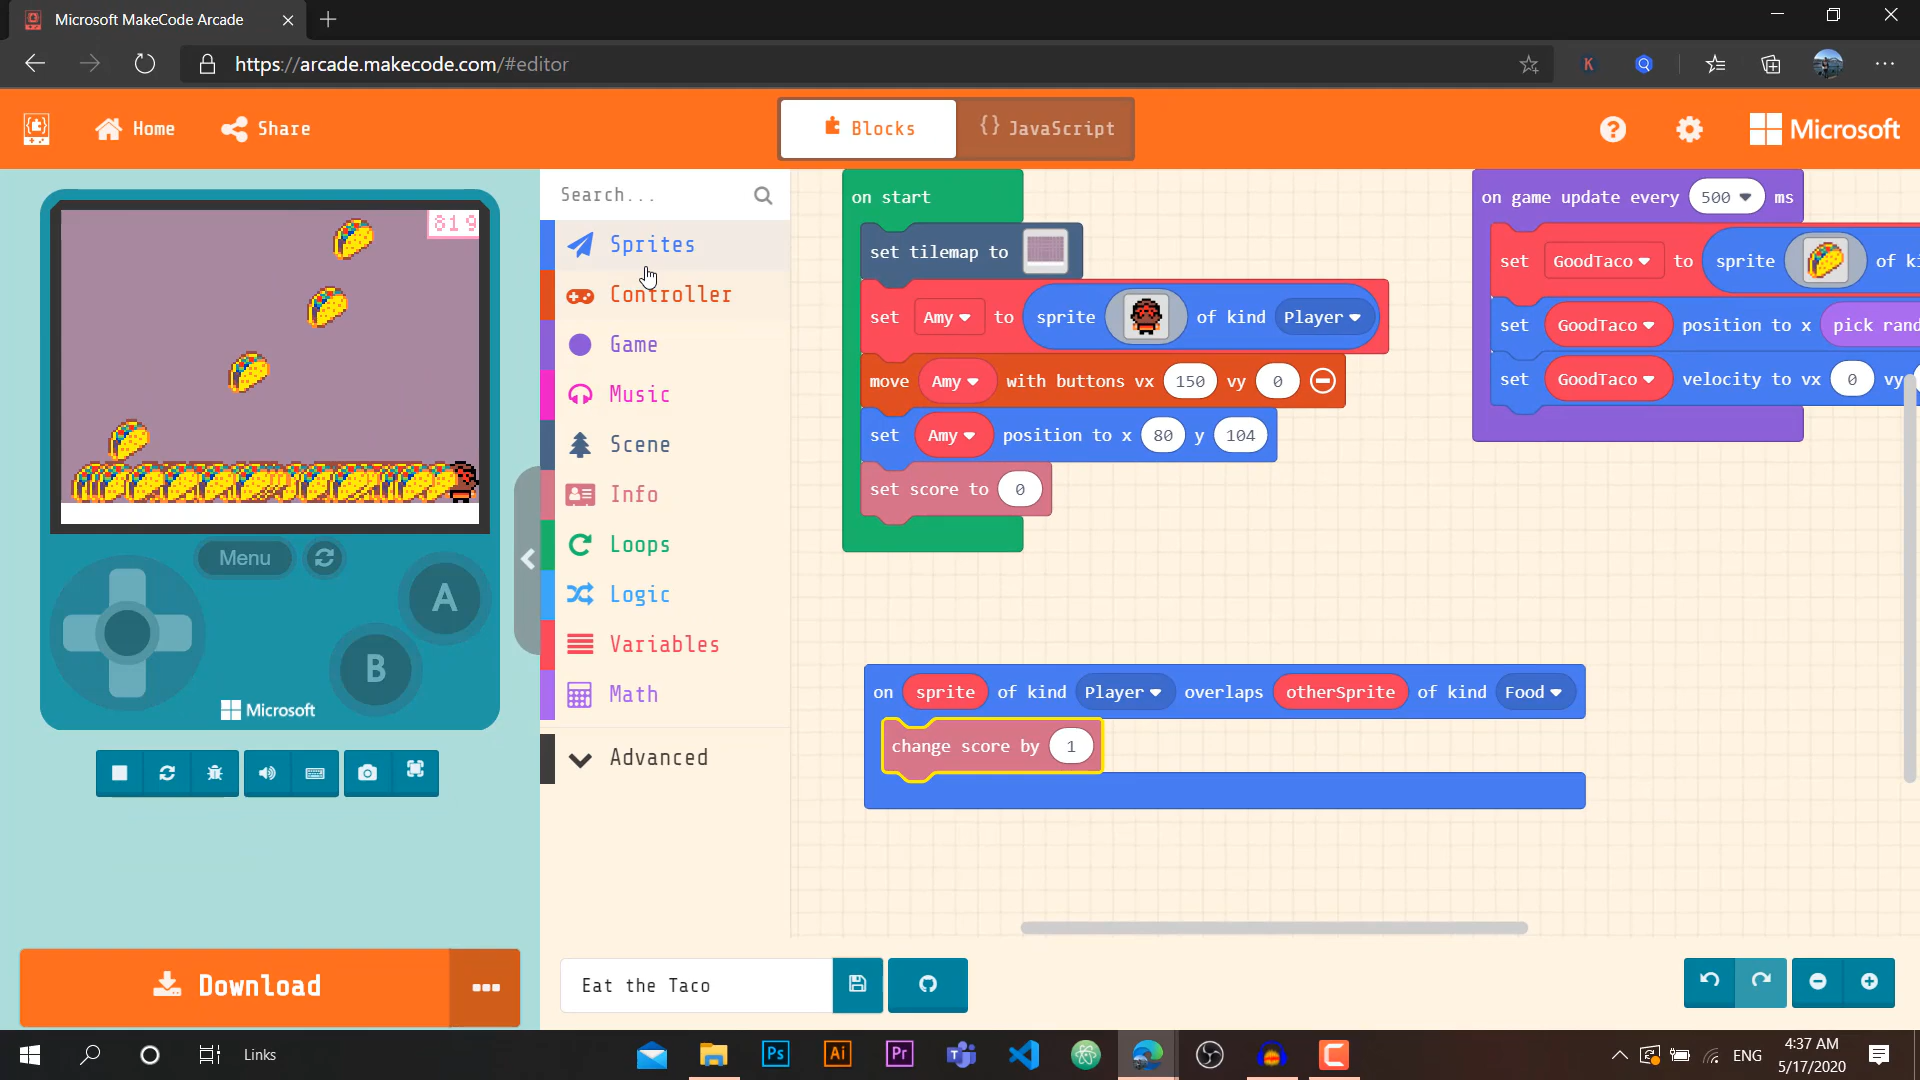 Microsoft MakeCode Arcade
https://arcade.makecode.com/#editor
Home
Share
Blocks
{} JavaScript
Microsoft
819
Menu
A
B
Microsoft
Search...
Sprites
Controller
Game
Music
Scene
Info
Loops
Logic
Variables
Math
Advanced
on start
set tilemap to
set Amy to sprite of kind Player
move Amy with buttons vx 150 vy 0
set Amy position to x 80 y 104
set score to 0
on game update every 500 ms
set GoodTaco to sprite of ki
set GoodTaco position to x pick rand
set GoodTaco velocity to vx 0 vy
on sprite of kind Player overlaps otherSprite of kind Food
change score by 1
Download
Eat the Taco
Links
Ps
Ai
Pr
ENG
4:37 AM
5/17/2020